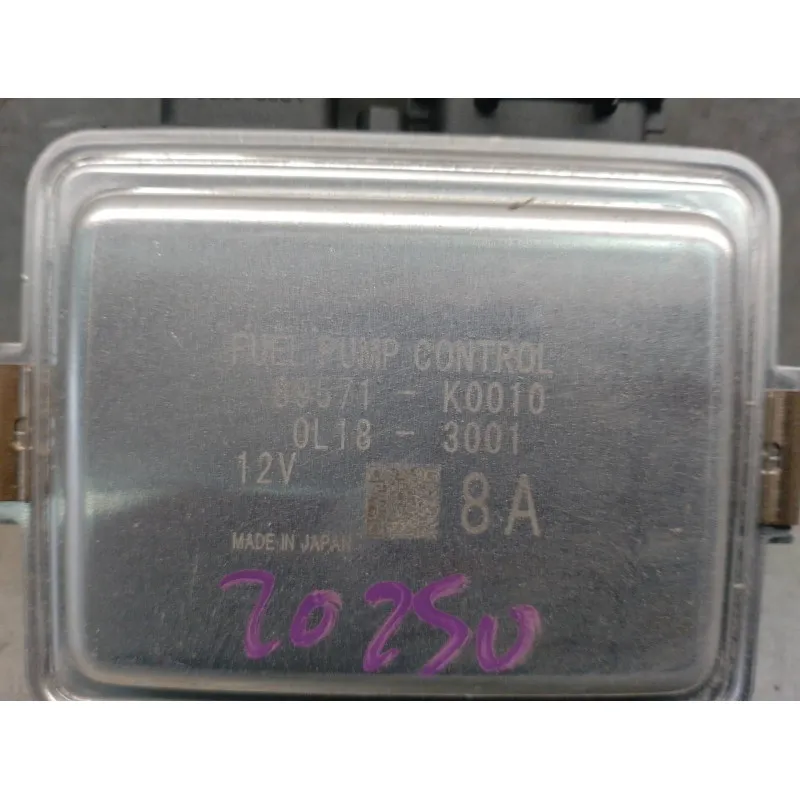 FUEL PUMP CONTROL
89571 - K0010
0L18 - 3001
12V
8A
MADE IN JAPAN
20250